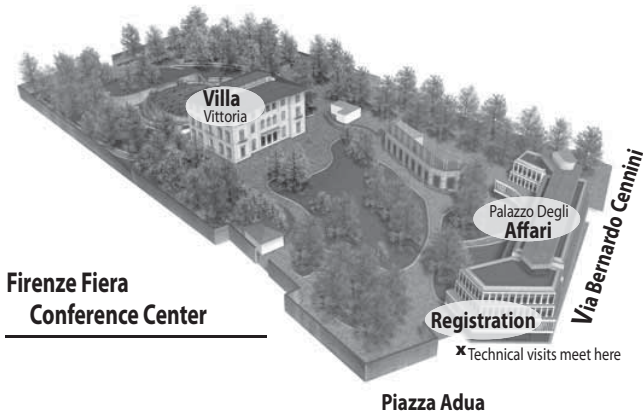 Villa
Vittoria
Palazzo Degli
Affari
Via Bernardo Cennini
Firenze Fiera
Conference Center
Registration
x Technical visits meet here
Piazza Adua